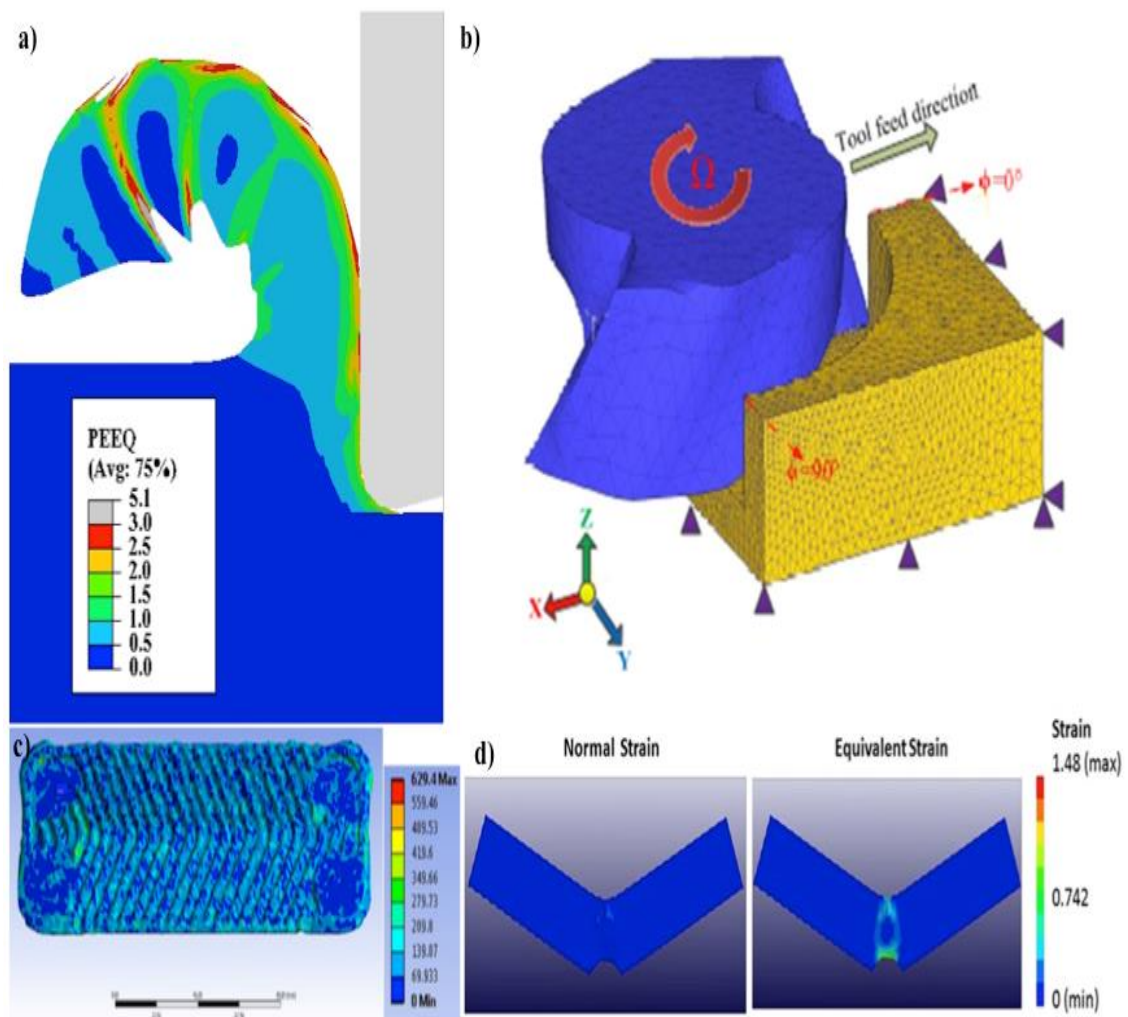 a)
PEEQ
(Avg: 75%)
5.1
3.0
2.5
2.0
1.5
1.0
0.5
0.0
b)
Tool feed direction
Ω
ϕ=0°
ϕ=90°
Z
X
Y
c)
629.4 Max
559.46
489.53
419.6
349.66
279.73
209.8
139.87
69.933
0 Min
d)
Normal Strain
Equivalent Strain
Strain
1.48 (max)
0.742
0 (min)